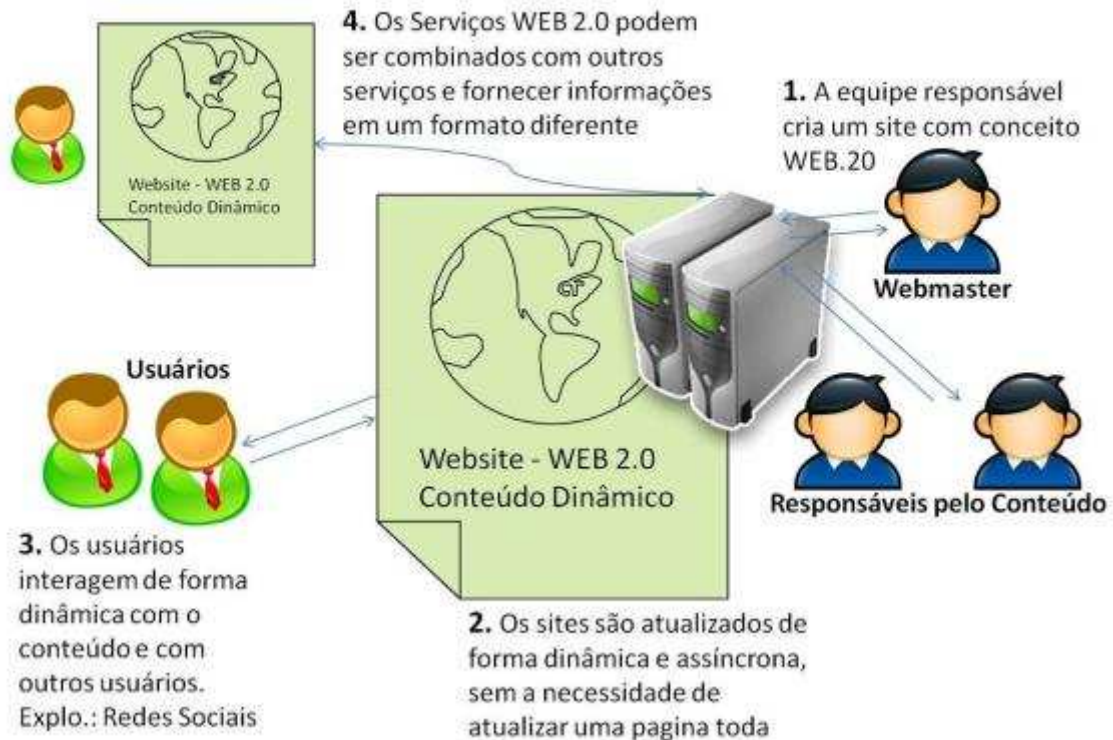 4. Os Serviços WEB 2.0 podem
ser combinados com outros
serviços e fornecer informações
em um formato diferente
1. A equipe responsável
cria um site com conceito
WEB.20
Webmaster
Website - WEB 2.0
Conteúdo Dinâmico
Usuários
CT
Website - WEB 2.0
Conteúdo Dinâmico
Responsáveis pelo Conteúdo
3. Os usuários
interagem de forma
dinâmica com o
conteúdo e com
outros usuários.
Explo.: Redes Sociais
2. Os sites são atualizados de
forma dinâmica e assíncrona,
sem a necessidade de
atualizar uma pagina toda